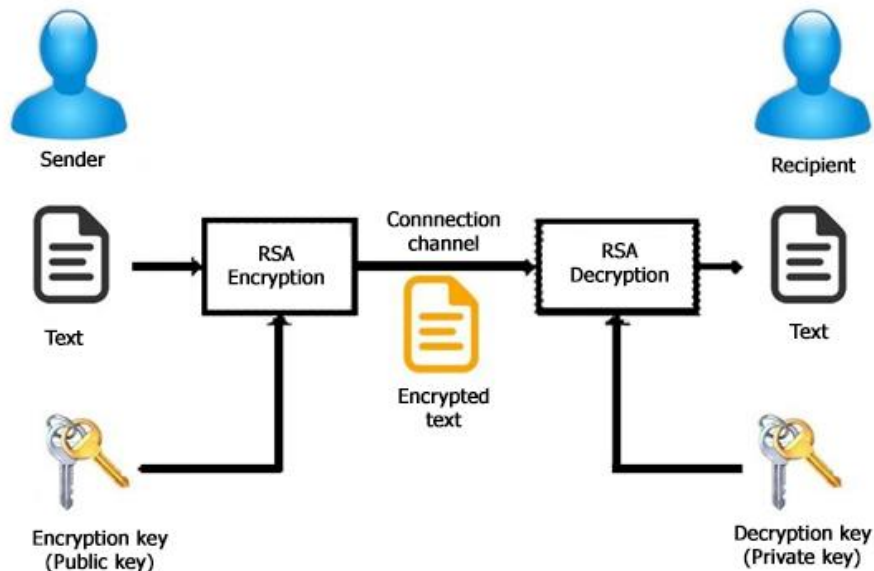 Sender
Recipient
Text
RSA
Encryption
Connnection
channel
Encrypted
text
RSA
Decryption
Text
Encryption key
(Public key)
Decryption key
(Private key)